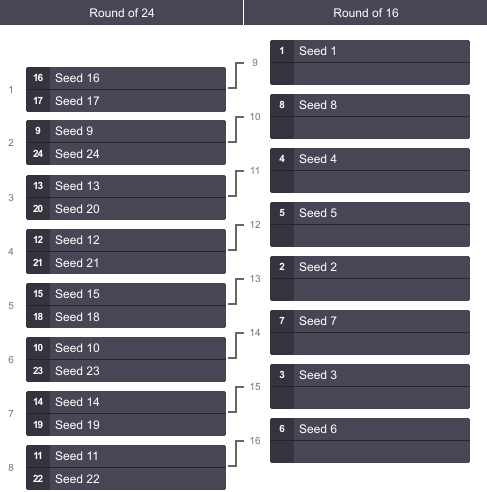 Round of 24
Round of 16
1
16 Seed 16
17 Seed 17
2
9 Seed 9
24 Seed 24
3
13 Seed 13
20 Seed 20
4
12 Seed 12
21 Seed 21
5
15 Seed 15
18 Seed 18
6
10 Seed 10
23 Seed 23
7
14 Seed 14
19 Seed 19
8
11 Seed 11
22 Seed 22
9
1 Seed 1
10
8 Seed 8
11
4 Seed 4
12
5 Seed 5
13
2 Seed 2
14
7 Seed 7
15
3 Seed 3
16
6 Seed 6